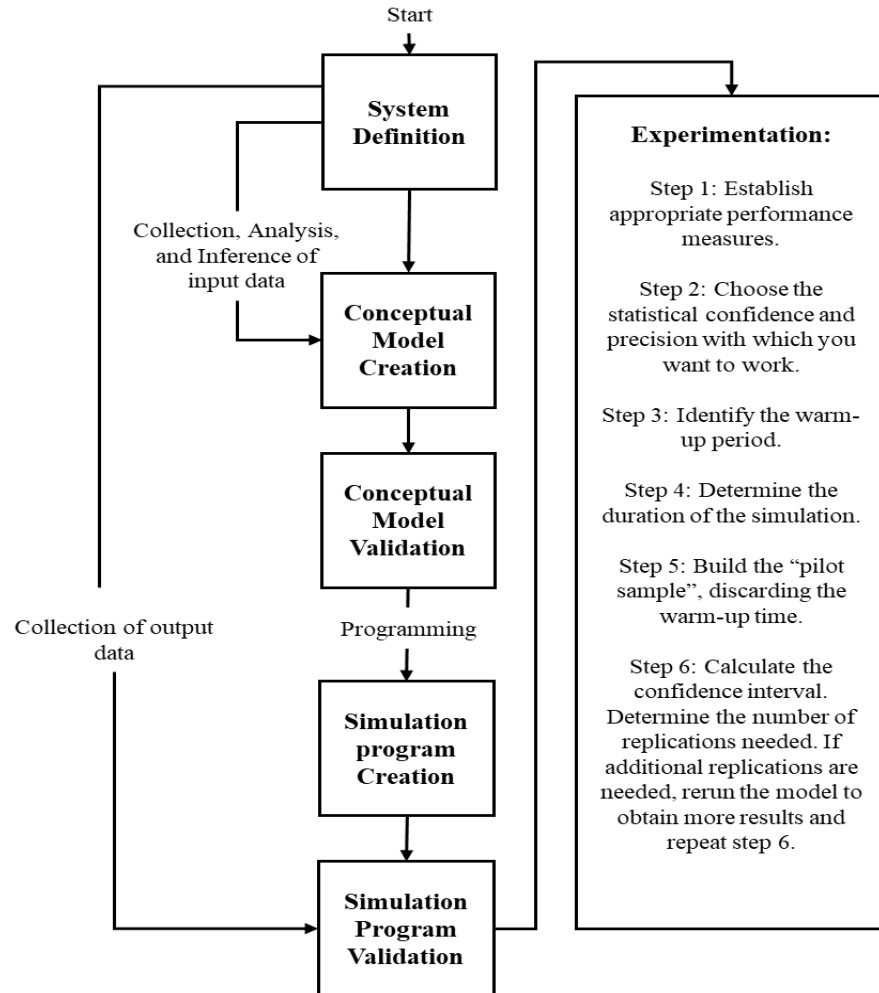 Start
System
Definition
Collection, Analysis,
and Inference of
input data
Conceptual
Model
Creation
Conceptual
Model
Validation
Programming
Collection of output
data
Simulation
program
Creation
Simulation
Program
Validation
Experimentation:
Step 1: Establish
appropriate performance
measures.
Step 2: Choose the
statistical confidence and
precision with which you
want to work.
Step 3: Identify the warm-
up period.
Step 4: Determine the
duration of the simulation.
Step 5: Build the “pilot
sample”, discarding the
warm-up time.
Step 6: Calculate the
confidence interval.
Determine the number of
replications needed. If
additional replications are
needed, rerun the model to
obtain more results and
repeat step 6.